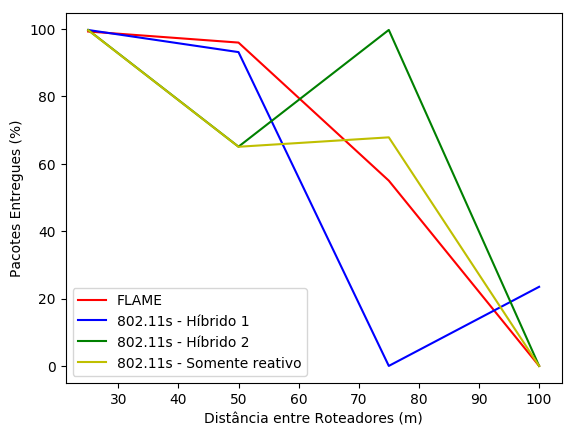 100
80
60
40
20
0
Pacotes Entregues (%)
FLAME
802.11s - Híbrido 1
802.11s - Híbrido 2
802.11s - Somente reativo
30 40 50 60 70 80 90 100
Distância entre Roteadores (m)